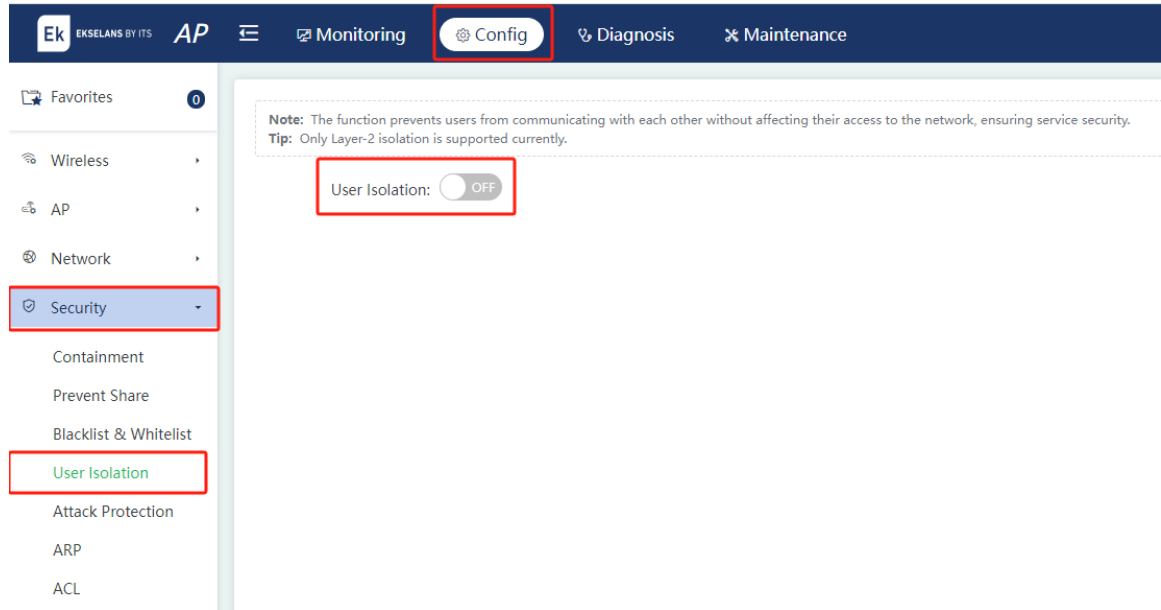 Ek EKSELANS BY ITS AP Monitoring Config Diagnosis Maintenance
Favorites 0
Note: The function prevents users from communicating with each other without affecting their access to the network, ensuring service security.
Tip: Only Layer-2 isolation is supported currently.
User Isolation: OFF
Wireless
AP
Network
Security
Containment
Prevent Share
Blacklist & Whitelist
User Isolation
Attack Protection
ARP
ACL